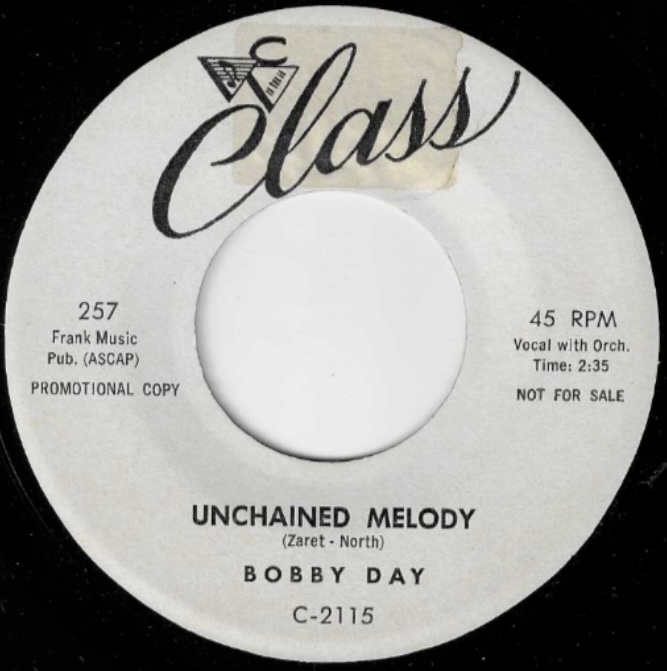 C
Class
257
Frank Music
Pub. (ASCAP)
PROMOTIONAL COPY
45 RPM
Vocal with Orch.
Time: 2:35
NOT FOR SALE
UNCHAINED MELODY
(Zaret - North)
BOBBY DAY
C-2115